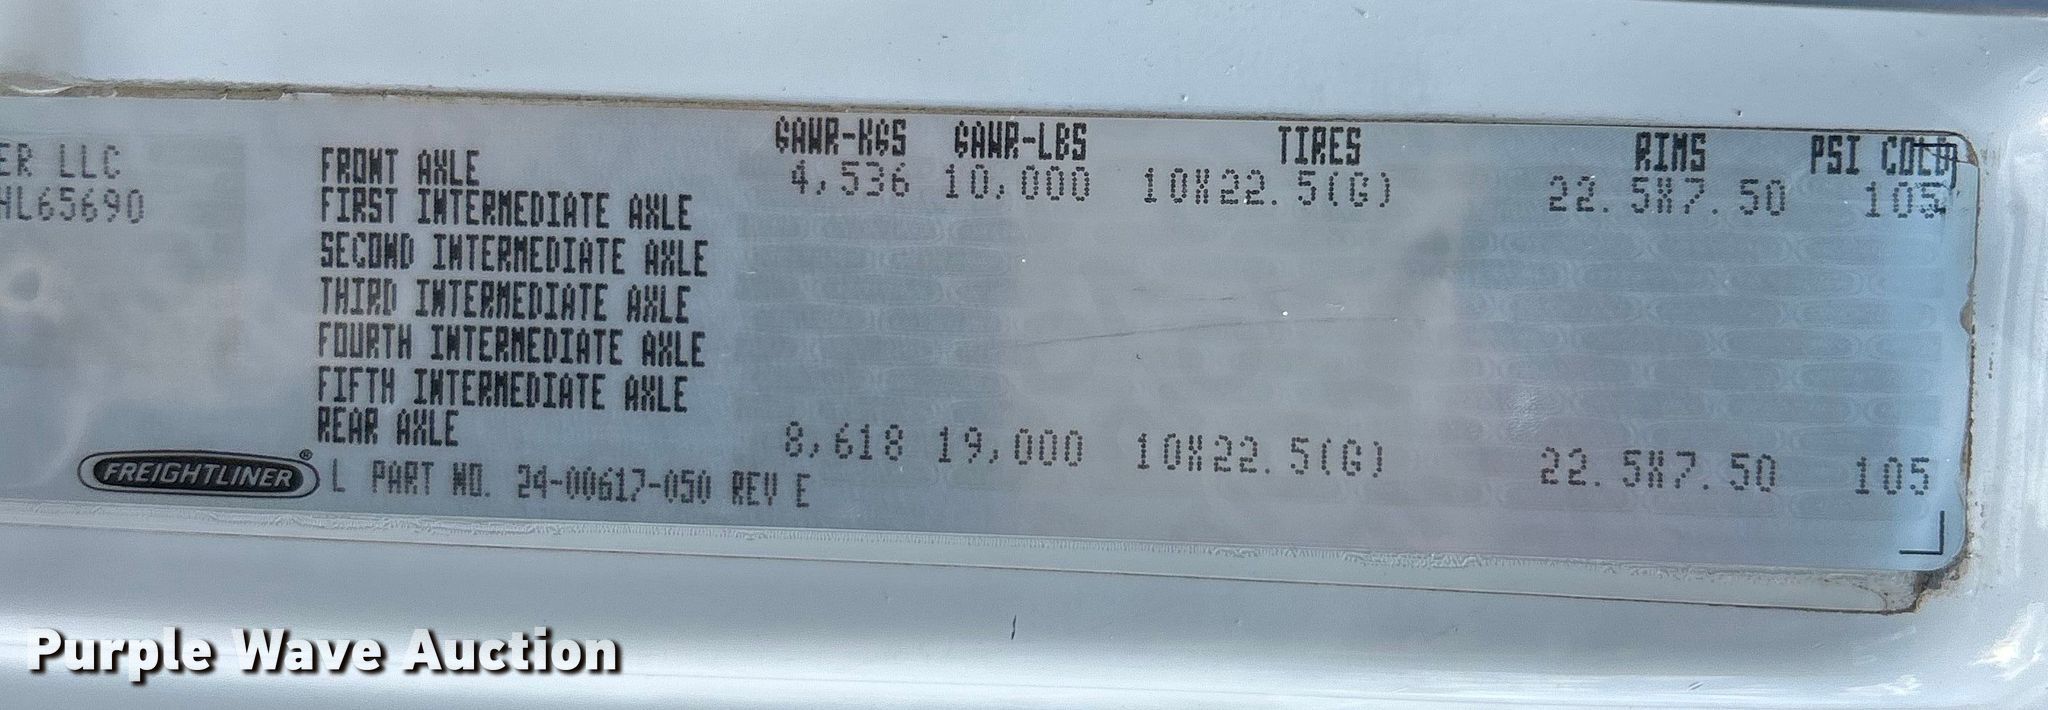 ER LLC
HL65690
GAWR-KGS GAWR-LBS TIRES RIMS PSI COLD
FRONT AXLE 4,536 10,000 10X22.5(G) 22.5X7.50 105
FIRST INTERMEDIATE AXLE
SECOND INTERMEDIATE AXLE
THIRD INTERMEDIATE AXLE
FOURTH INTERMEDIATE AXLE
FIFTH INTERMEDIATE AXLE
REAR AXLE 8,618 19,000 10X22.5(G) 22.5X7.50 105
FREIGHTLINER® L PART NO. 24-00617-050 REV E
Purple Wave Auction